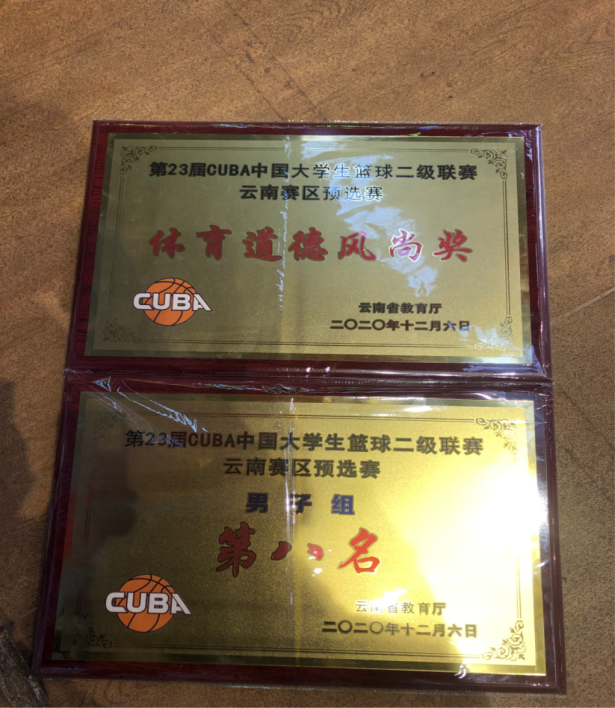 第23届CUBA中国大学生篮球二级联赛
云南赛区预选赛
体育道德风尚奖
CUBA
云南省教育厅
二〇二〇年十二月六日
第23届CUBA中国大学生篮球二级联赛
云南赛区预选赛
男子组
第八名
CUBA
云南省教育厅
二〇二〇年十二月六日